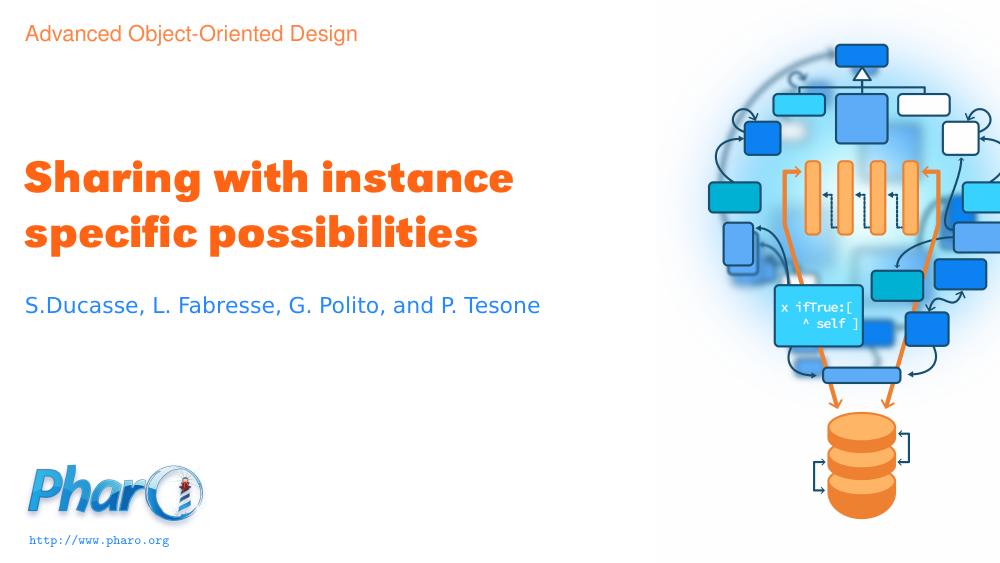 Advanced Object-Oriented Design
Sharing with instance
specific possibilities
S.Ducasse, L. Fabresse, G. Polito, and P. Tesone
x ifTrue:[
^ self ]
Pharo
http://www.pharo.org